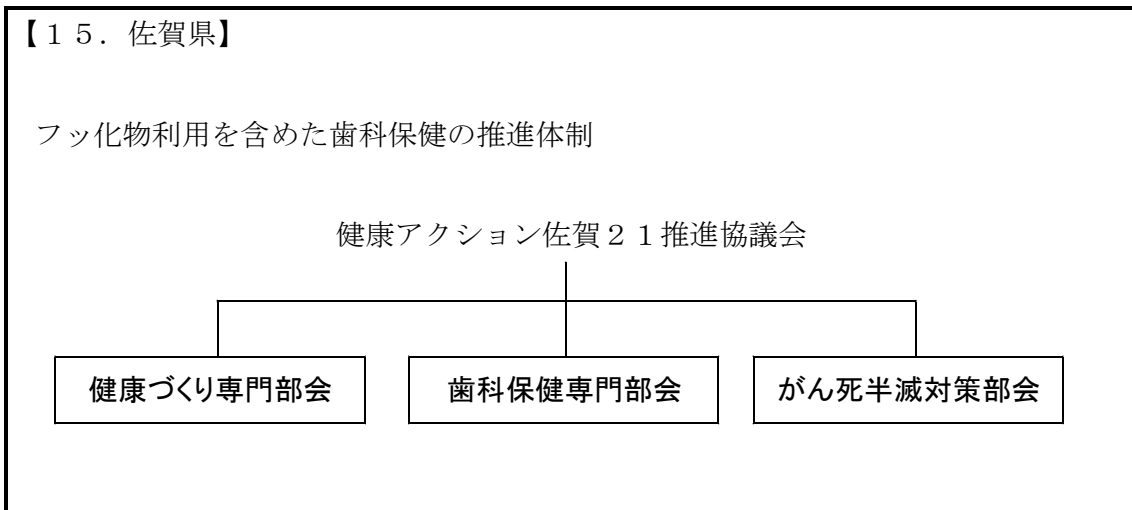 【１５．佐賀県】
フッ化物利用を含めた歯科保健の推進体制
健康アクション佐賀２１推進協議会
健康づくり専門部会
歯科保健専門部会
がん死半減対策部会